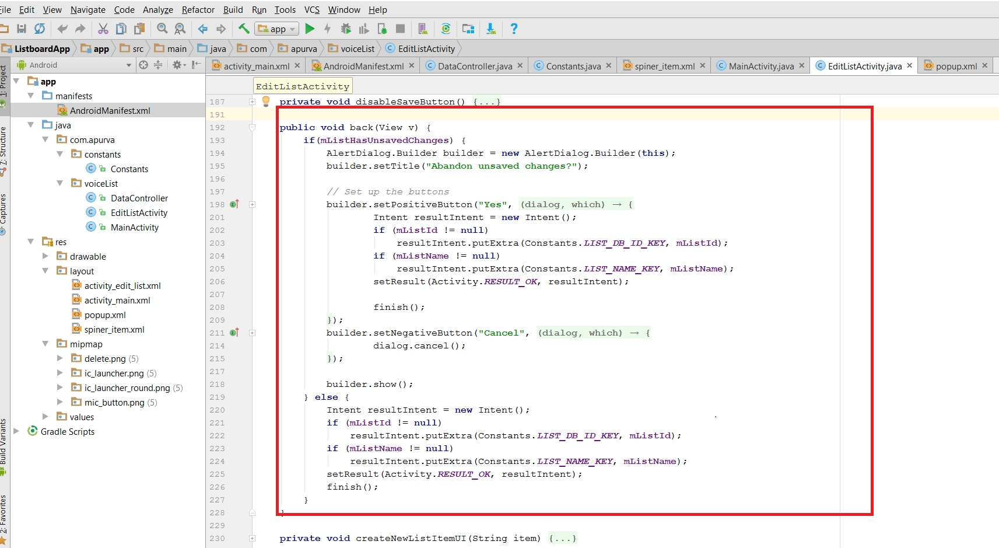 File Edit View Navigate Code Analyze Refactor Build Run Tools VCS Window Help
app
ListboardApp app src main java com apurva voiceList EditListActivity
Android
activity_main.xml AndroidManifest.xml DataController.java Constants.java spiner_item.xml MainActivity.java EditListActivity.java popup.xml
1: Project
7: Structure
Captures
Build Variants
2: Favorites
app
manifests
AndroidManifest.xml
java
com.apurva
constants
Constants
voiceList
DataController
EditListActivity
MainActivity
res
drawable
layout
activity_edit_list.xml
activity_main.xml
popup.xml
spiner_item.xml
mipmap
delete.png (5)
ic_launcher.png (5)
ic_launcher_round.png (5)
mic_button.png (5)
values
Gradle Scripts
EditListActivity
187 private void disableSaveButton() {...}
191
192 public void back(View v) {
193 if(mListHasUnsavedChanges) {
194 AlertDialog.Builder builder = new AlertDialog.Builder(this);
195 builder.setTitle("Abandon unsaved changes?");
196
197 // Set up the buttons
198 builder.setPositiveButton("Yes", (dialog, which) → {
201 Intent resultIntent = new Intent();
202 if (mListId != null)
203 resultIntent.putExtra(Constants.LIST_DB_ID_KEY, mListId);
204 if (mListName != null)
205 resultIntent.putExtra(Constants.LIST_NAME_KEY, mListName);
206 setResult(Activity.RESULT_OK, resultIntent);
207
208 finish();
209 });
211 builder.setNegativeButton("Cancel", (dialog, which) → {
214 dialog.cancel();
215 });
217
218 builder.show();
219 } else {
220 Intent resultIntent = new Intent();
221 if (mListId != null)
222 resultIntent.putExtra(Constants.LIST_DB_ID_KEY, mListId);
223 if (mListName != null)
224 resultIntent.putExtra(Constants.LIST_NAME_KEY, mListName);
225 setResult(Activity.RESULT_OK, resultIntent);
226 finish();
227 }
228 }
229
230 private void createNewListItemUI(String item) {...}